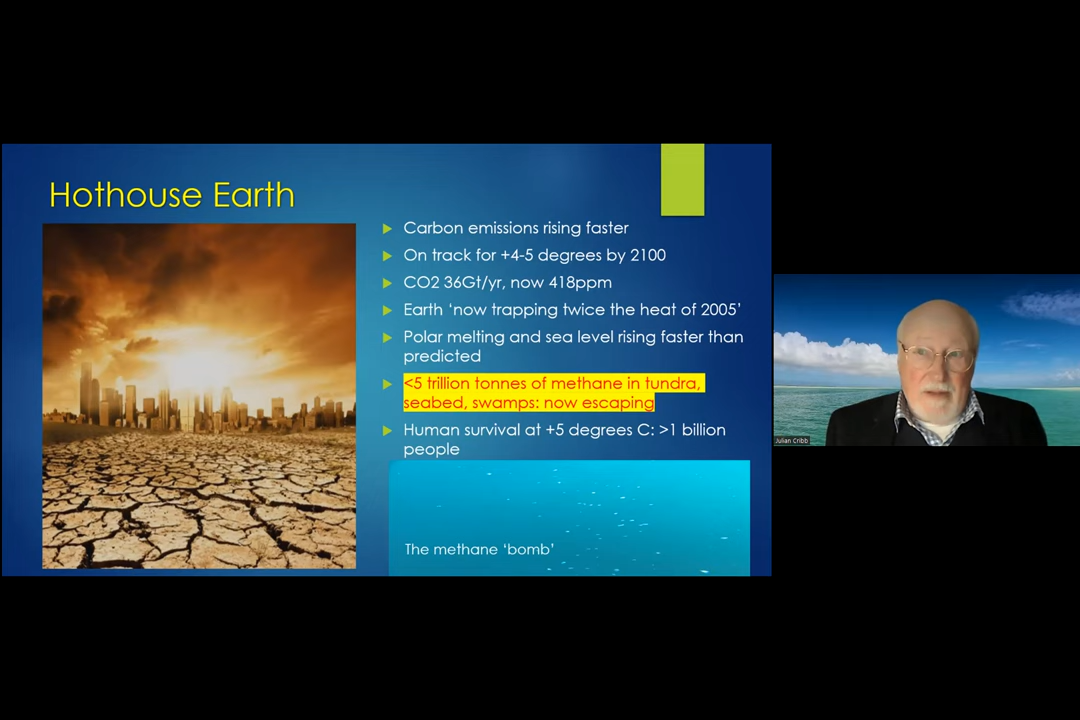 Hothouse Earth
Carbon emissions rising faster
On track for +4-5 degrees by 2100
CO2 36Gt/yr, now 418ppm
Earth ‘now trapping twice the heat of 2005’
Polar melting and sea level rising faster than
predicted
<5 trillion tonnes of methane in tundra,
seabed, swamps: now escaping
Human survival at +5 degrees C: >1 billion
people
The methane ‘bomb’
Julian Cribb